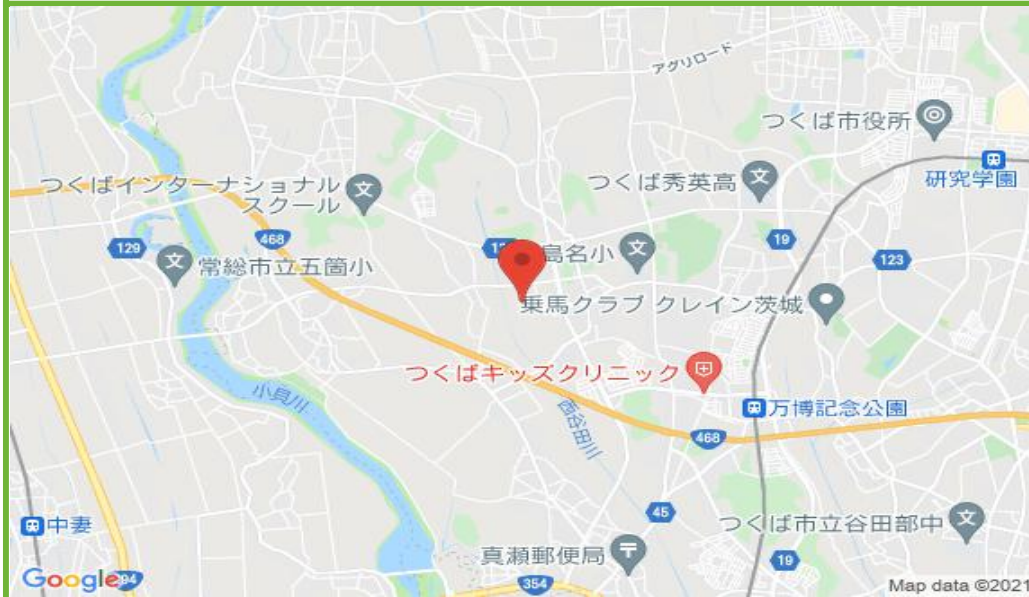 アグリロード
つくば市役所
研究学園
つくばインターナショナル
スクール
つくば秀英高
129
468
常総市立五箇小
島名小
19
123
乗馬クラブ クレイン茨城
つくばキッズクリニック
小貝川
西谷田川
万博記念公園
468
45
中妻
つくば市立谷田部中
真瀬郵便局
19
354
Google
Map data ©2021